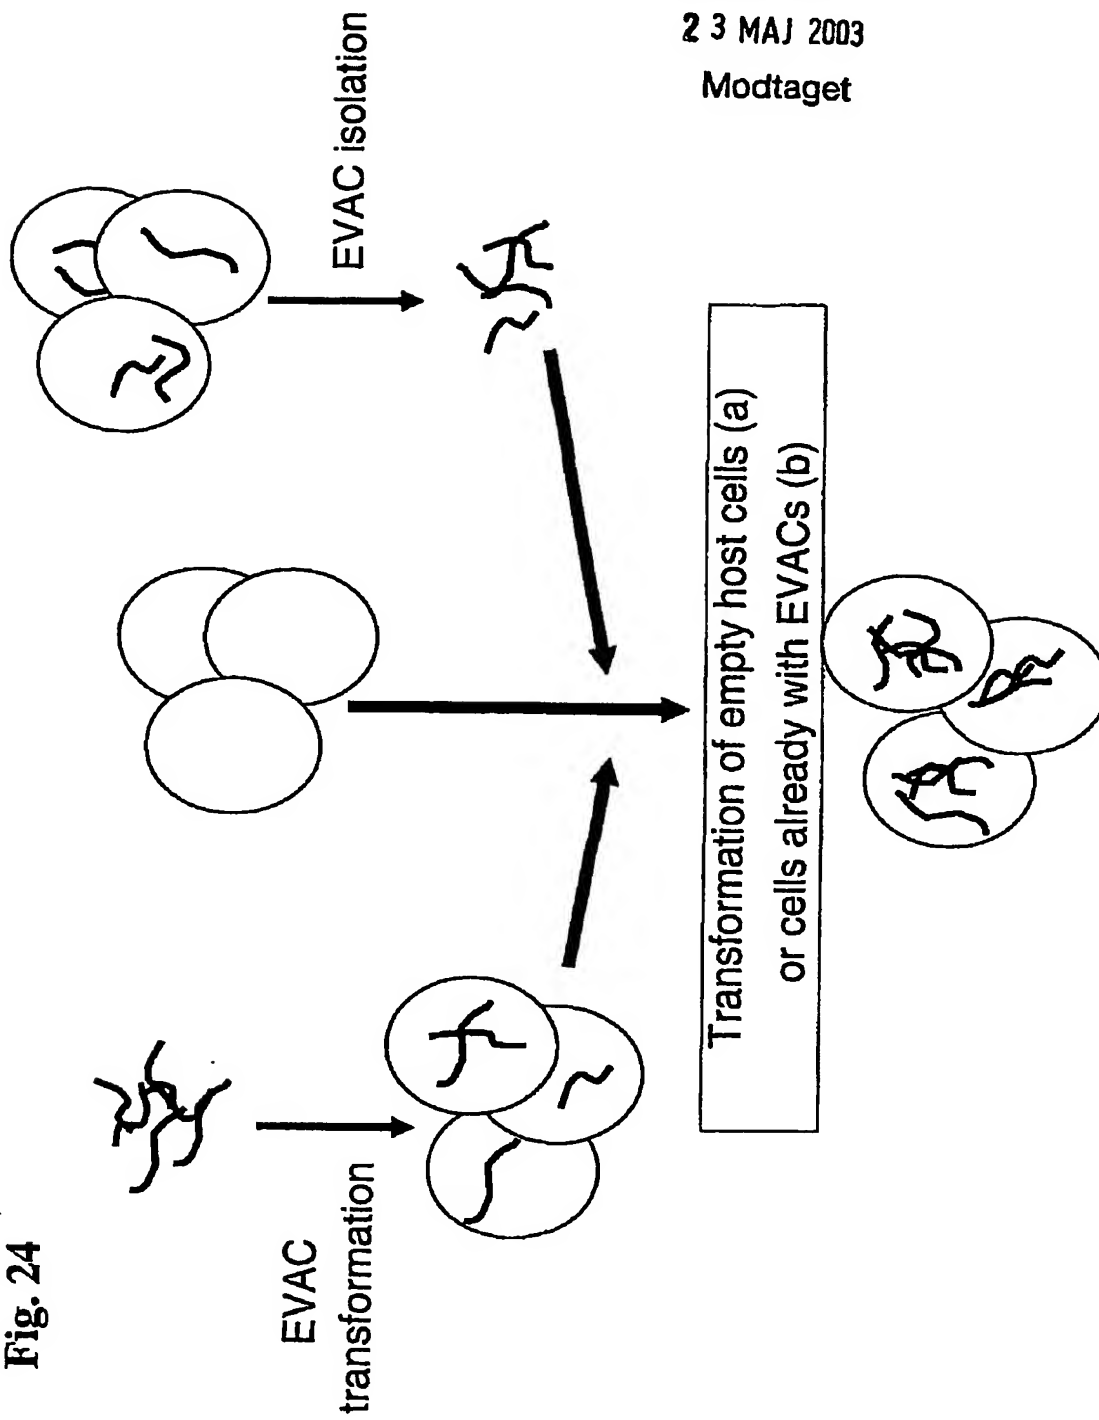 2 3 MAJ 2003
Modtaget
Fig. 24
EVAC
transformation
EVAC isolation
Transformation of empty host cells (a)
or cells already with EVACs (b)